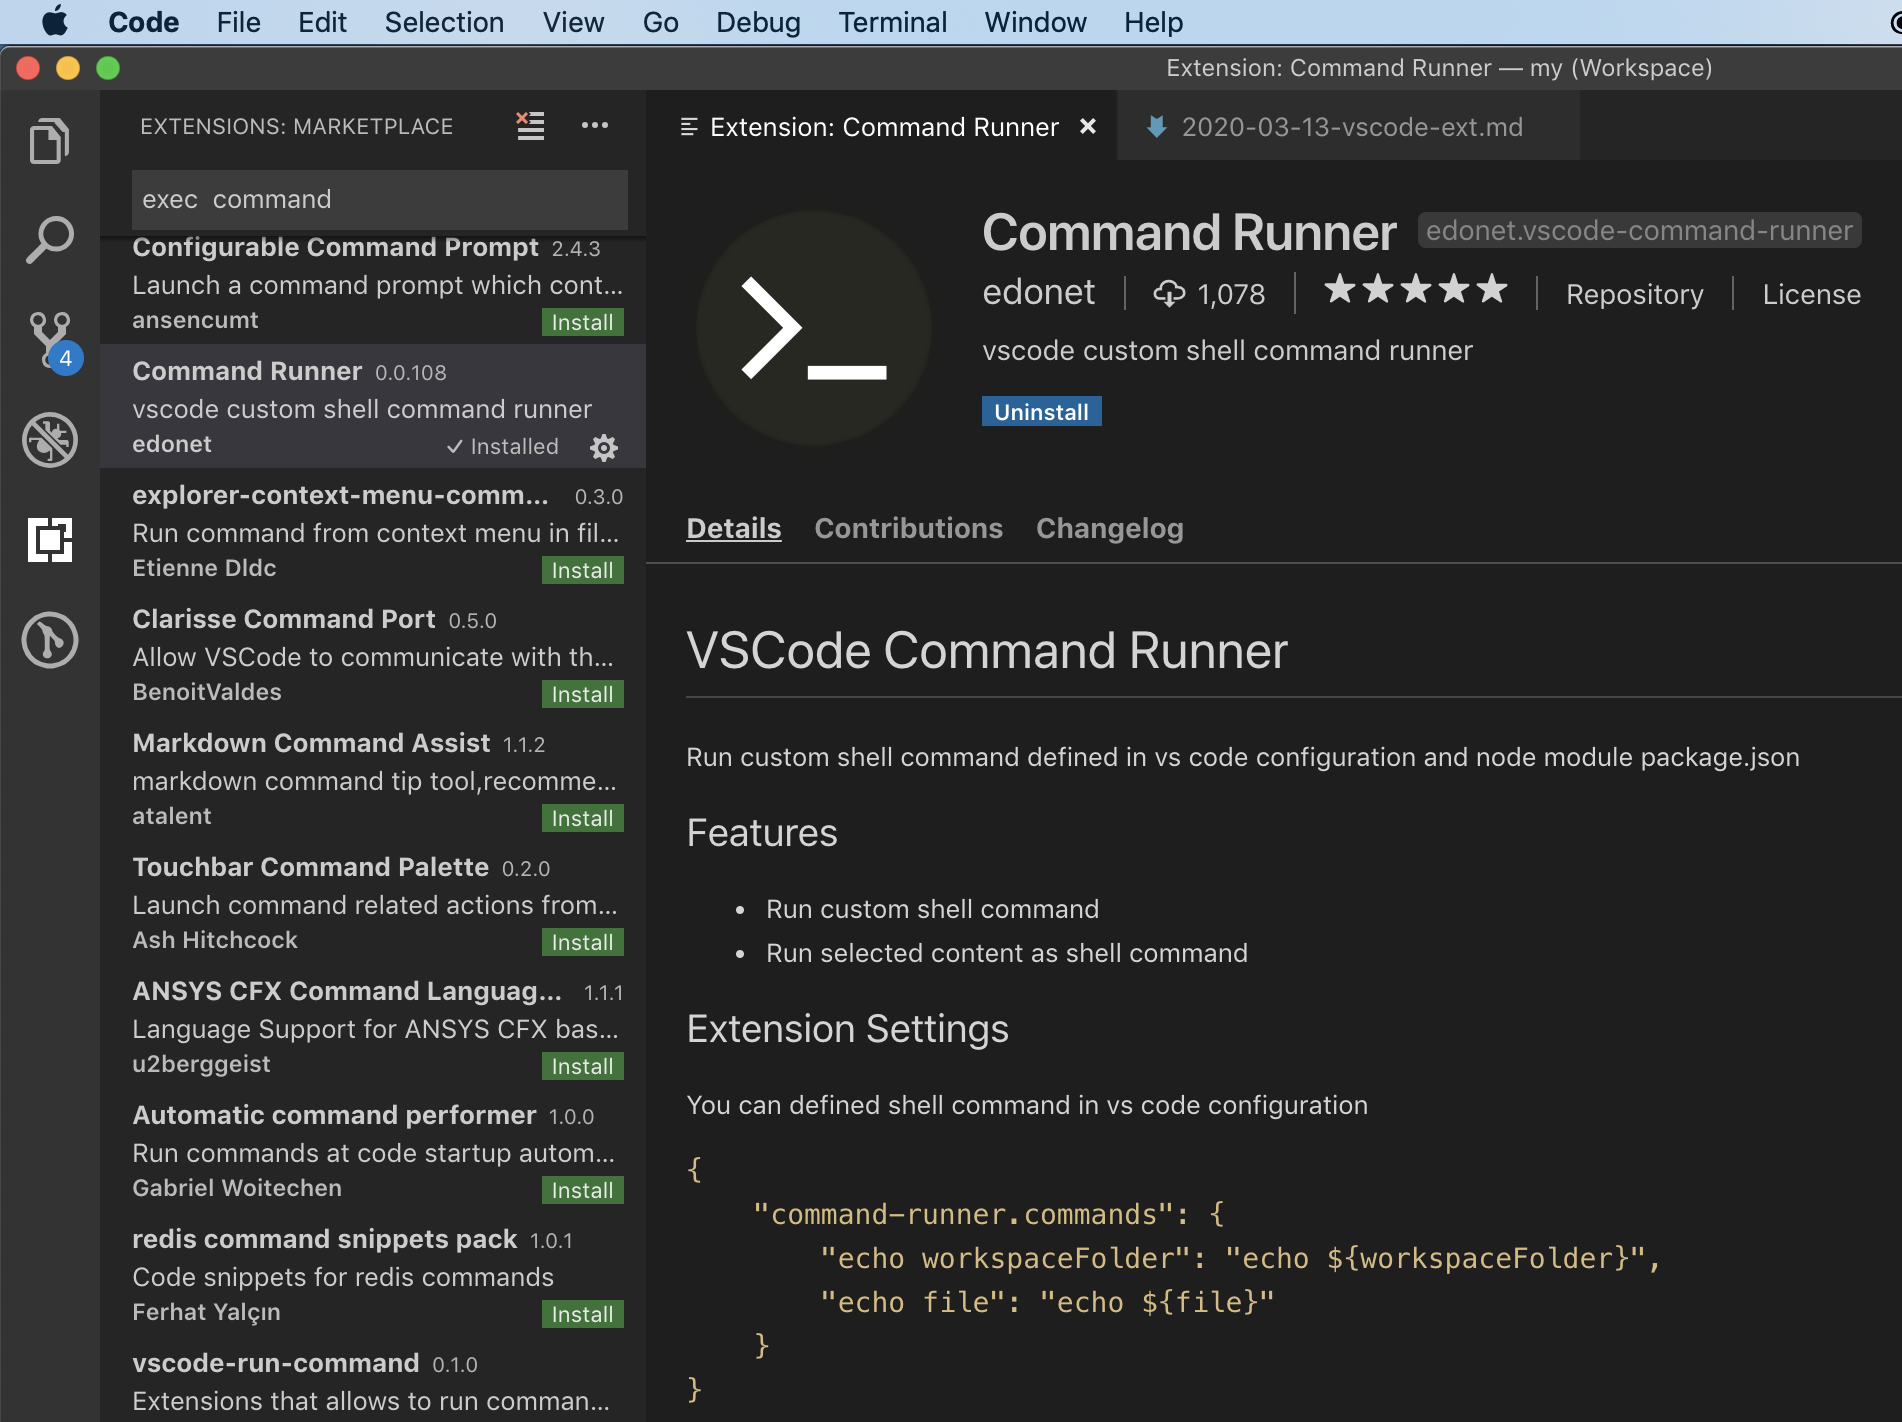 Code File Edit Selection View Go Debug Terminal Window Help
Extension: Command Runner — my (Workspace)
EXTENSIONS: MARKETPLACE
exec  command
Configurable Command Prompt 2.4.3
Launch a command prompt which cont...
ansencumt Install
Command Runner 0.0.108
vscode custom shell command runner
edonet ✓ Installed
explorer-context-menu-comm... 0.3.0
Run command from context menu in fil...
Etienne Dldc Install
Clarisse Command Port 0.5.0
Allow VSCode to communicate with th...
BenoitValdes Install
Markdown Command Assist 1.1.2
markdown command tip tool,recomme...
atalent Install
Touchbar Command Palette 0.2.0
Launch command related actions from...
Ash Hitchcock Install
ANSYS CFX Command Languag... 1.1.1
Language Support for ANSYS CFX bas...
u2berggeist Install
Automatic command performer 1.0.0
Run commands at code startup autom...
Gabriel Woitechen Install
redis command snippets pack 1.0.1
Code snippets for redis commands
Ferhat Yalçın Install
vscode-run-command 0.1.0
Extensions that allows to run comman...
4
Extension: Command Runner × 2020-03-13-vscode-ext.md
Command Runner edonet.vscode-command-runner
edonet 1,078 ★★★★★ Repository License
vscode custom shell command runner
Uninstall
Details Contributions Changelog
VSCode Command Runner
Run custom shell command defined in vs code configuration and node module package.json
Features
• Run custom shell command
• Run selected content as shell command
Extension Settings
You can defined shell command in vs code configuration
{
    "command-runner.commands": {
        "echo workspaceFolder": "echo ${workspaceFolder}",
        "echo file": "echo ${file}"
    }
}